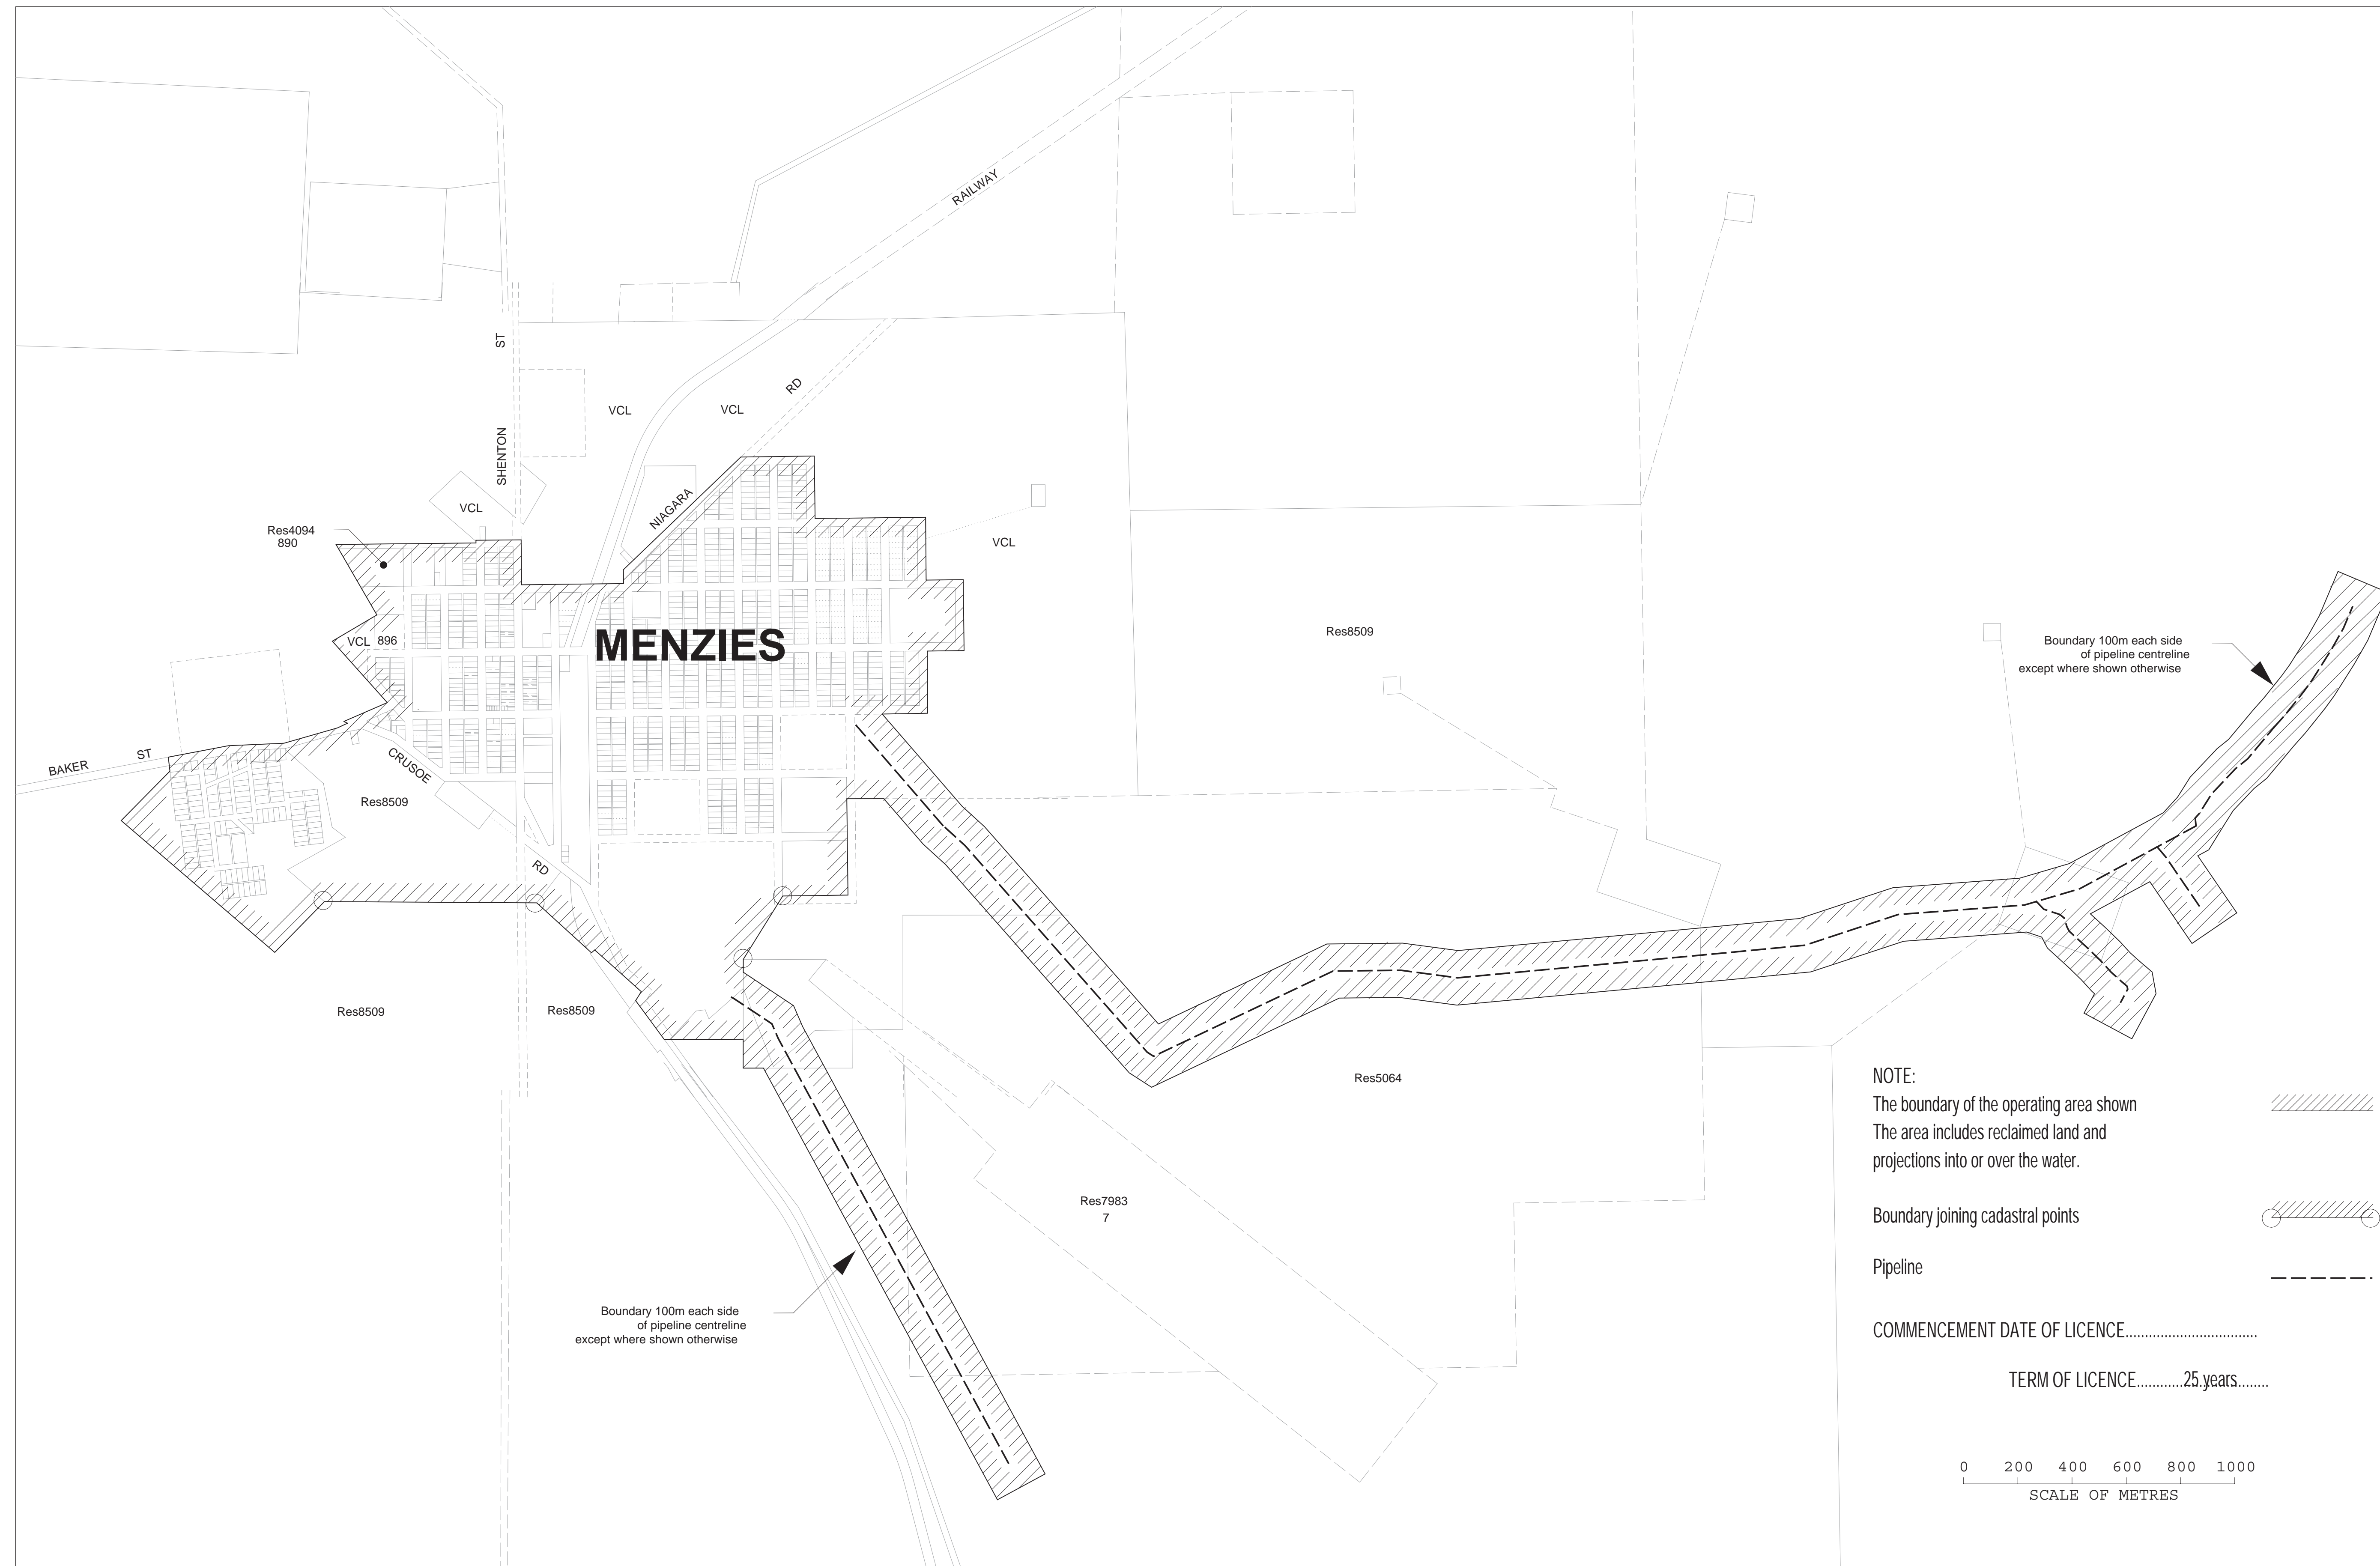 RAILWAY
ST
SHENTON
VCL
VCL
RD
NIAGARA
VCL
Res4094
890
VCL
MENZIES
VCL 896
Res8509
Boundary 100m each side
of pipeline centreline
except where shown otherwise
BAKER ST
CRUSOE
Res8509
RD
Res8509
Res8509
Res5064
NOTE:
The boundary of the operating area shown
The area includes reclaimed land and
projections into or over the water.
Res7983
7
Boundary joining cadastral points
Pipeline
Boundary 100m each side
of pipeline centreline
except where shown otherwise
COMMENCEMENT DATE OF LICENCE..................................
TERM OF LICENCE............25 years........
0 200 400 600 800 1000
SCALE OF METRES